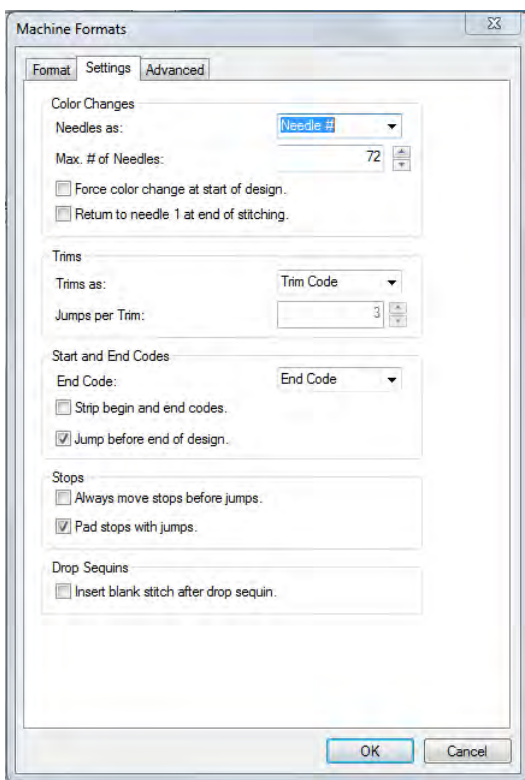 Machine Formats
Format Settings Advanced
Color Changes
Needles as: Needle #
Max. # of Needles: 72
Force color change at start of design.
Return to needle 1 at end of stitching.
Trims
Trims as: Trim Code
Jumps per Trim: 3
Start and End Codes
End Code: End Code
Strip begin and end codes.
Jump before end of design.
Stops
Always move stops before jumps.
Pad stops with jumps.
Drop Sequins
Insert blank stitch after drop sequin.
OK Cancel